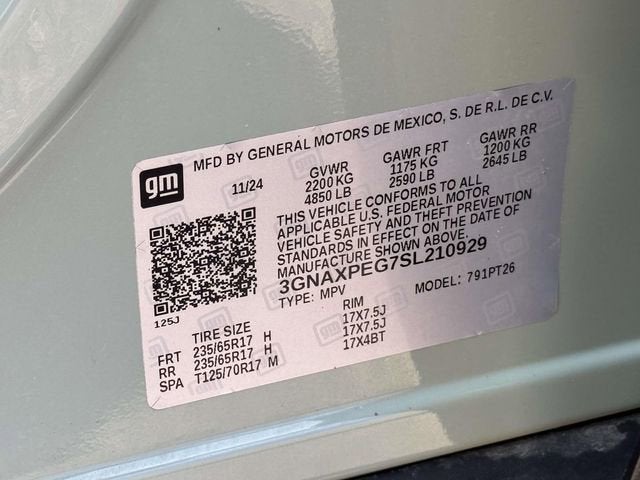 MFD BY GENERAL MOTORS DE MEXICO, S. DE R.L. DE C.V.
gm
11/24
GVWR
2200 KG
4850 LB
GAWR FRT
1175 KG
2590 LB
GAWR RR
1200 KG
2645 LB
THIS VEHICLE CONFORMS TO ALL
APPLICABLE U.S. FEDERAL MOTOR
VEHICLE SAFETY AND THEFT PREVENTION
STANDARDS IN EFFECT ON THE DATE OF
MANUFACTURE SHOWN ABOVE.
3GNAXPEG7SL210929
TYPE: MPV
MODEL: 791PT26
125J
TIRE SIZE RIM
FRT 235/65R17 H 17X7.5J
RR 235/65R17 H 17X7.5J
SPA T125/70R17 M 17X4BT